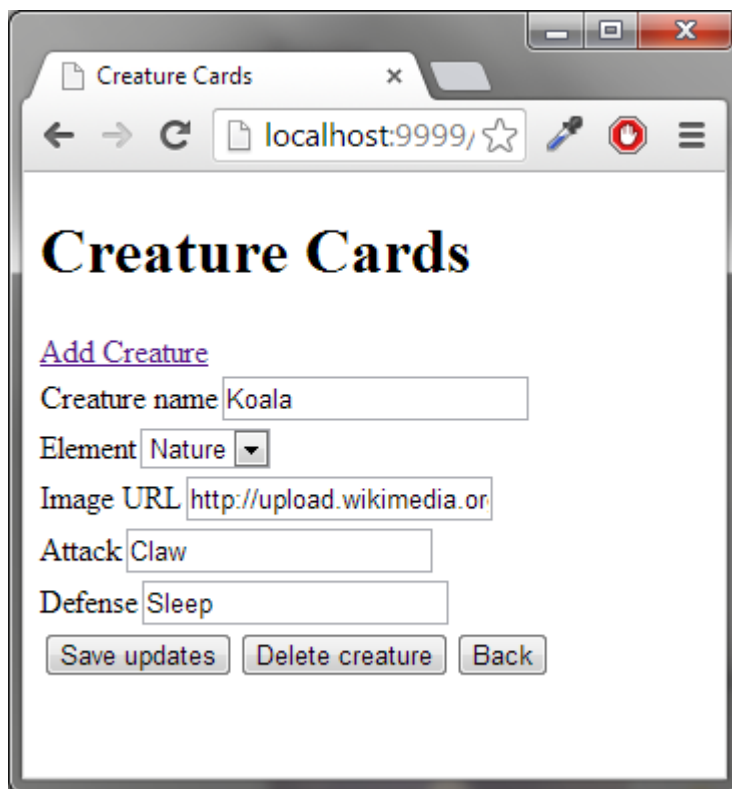 Creature Cards
localhost:9999/
Creature Cards
Add Creature
Creature name Koala
Element Nature
Image URL http://upload.wikimedia.or
Attack Claw
Defense Sleep
Save updates Delete creature Back